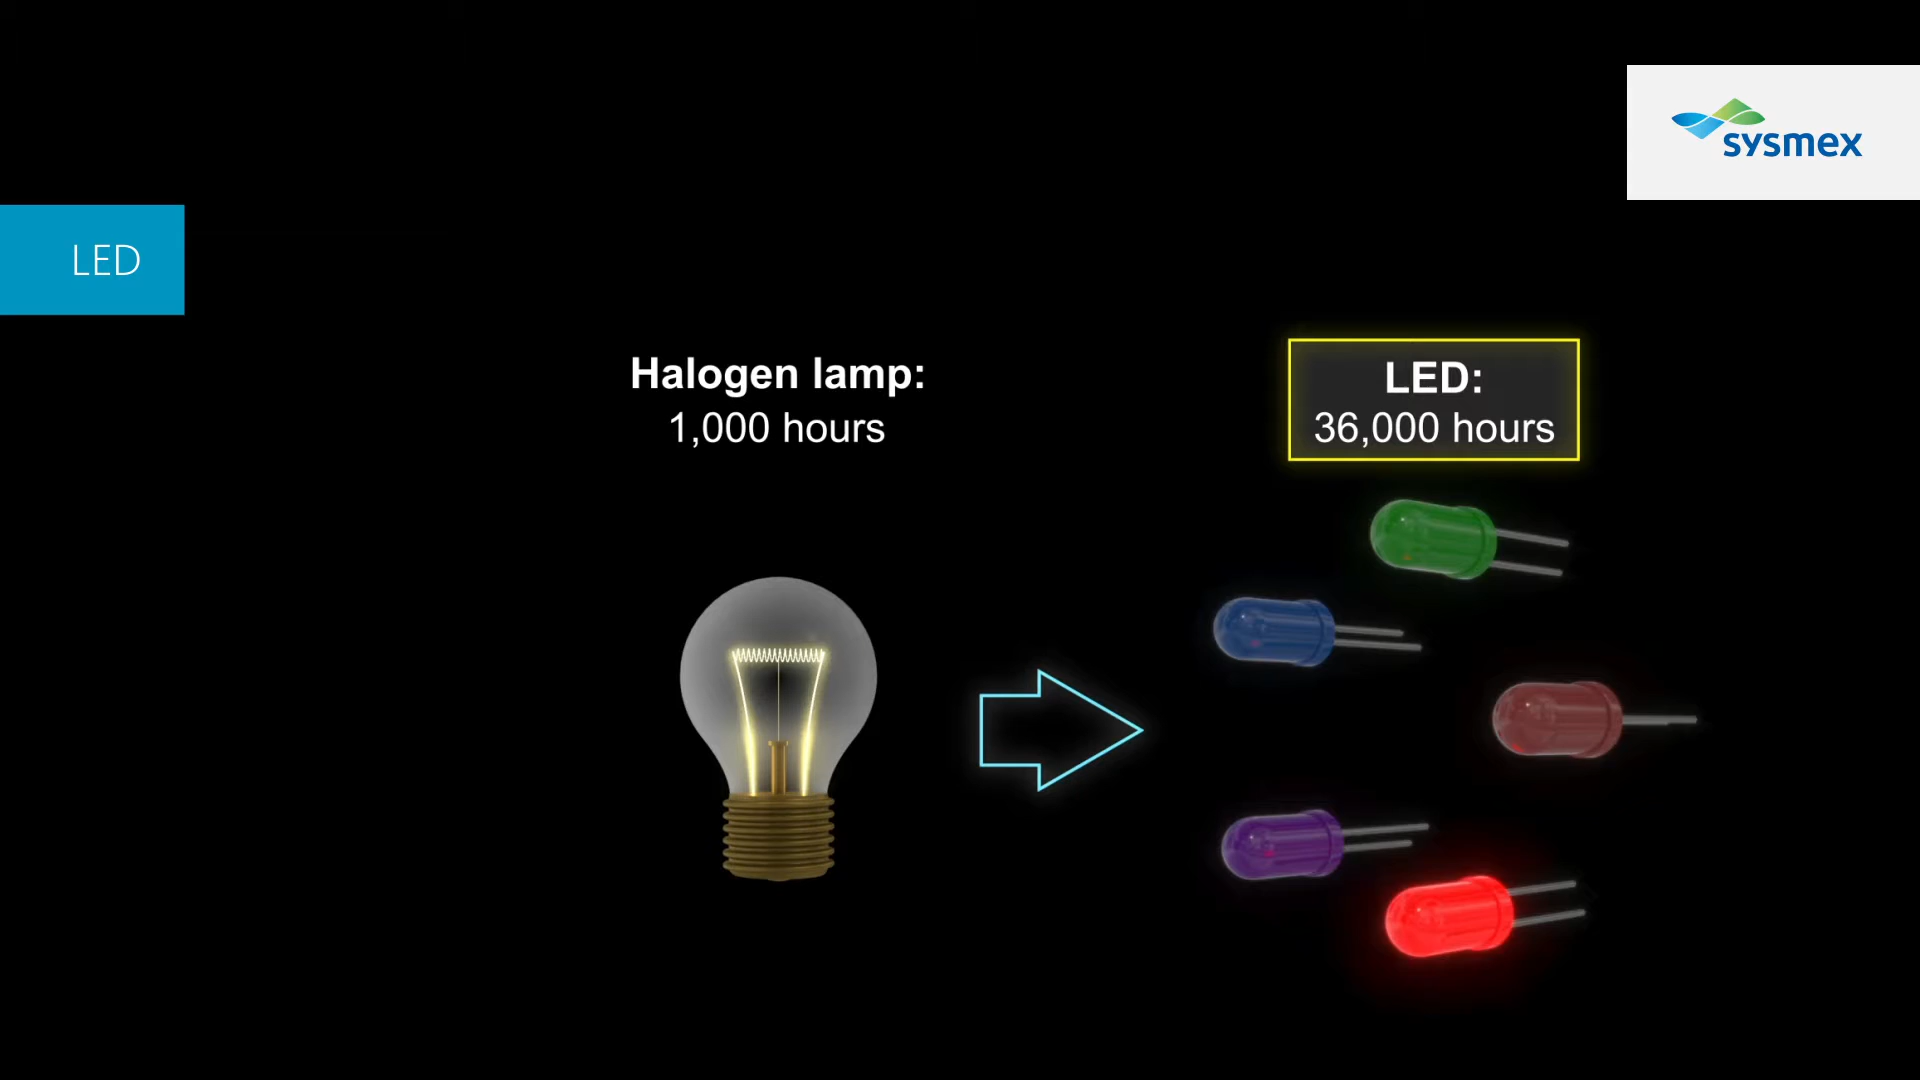 sysmex
LED
Halogen lamp:
1,000 hours
LED:
36,000 hours